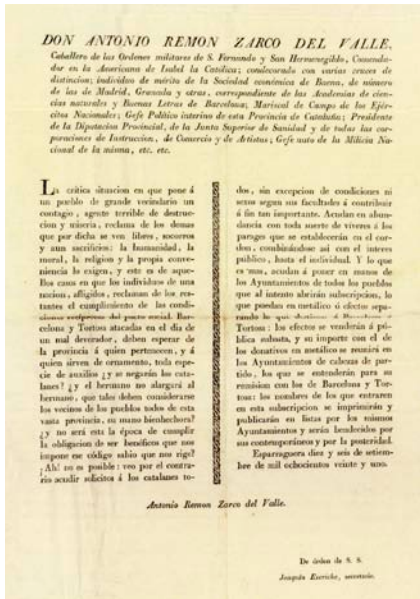 DON ANTONIO REMON ZARCO DEL VALLE.
Caballero de las Ordenes militares de S. Fernando y San Hermenegildo, Comenda-
dor en la Americana de Isabel la Católica; condecorado con varias cruces de
distincion; individuo de mérito de la Sociedad económica de Baena, de número
de las de Madrid, Granada y otras, correspondiente de las Academias de cien-
cias naturales y Buenas Letras de Barcelona; Mariscal de Campo de los Ejér-
citos Nacionales; Gefe Político interino de esta Provincia de Cataluña; Presidente
de la Diputacion Provincial, de la Junta Superior de Sanidad y de todas las cor-
poraciones de Instruccion, de Comercio y de Artistas; Gefe nato de la Milicia Na-
cional de la misma, etc. etc.
La crítica situacion en que pone á
un pueblo de grande vecindario un
contagio, agente terrible de destruc-
cion y miseria, reclama de los demas
que por dicha se ven libres, socorros
y aun sacrificios: la humanidad, la
moral, la religion y la propia conve-
niencia lo exigen, y este es de aque-
llos casos en que los individuos de una
nacion, afligidos, reclaman de los res-
tantes el cumplimiento de las condi-
ciones recíprocas del pacto social. Bar-
celona y Tortosa atacadas en el dia de
un mal devorador, deben esperar de
la provincia á quien pertenecen, y á
quien sirven de ornamento, toda espe-
cie de auxilios ¿y se negarán los cata-
lanes? ¿y el hermano no alargará al
hermano, que tales deben considerarse
los vecinos de los pueblos todos de esta
vasta provincia, su mano bienhechora?
¿y no será esta la época de cumplir
la obligacion de ser benéficos que nos
impone ese código sabio que nos rige?
¡Ah! no es posible: veo por el contra-
rio acudir solícitos á los catalanes to-
dos, sin excepcion de condiciones ni
sexos segun sus facultades á contribuir
á fin tan importante. Acudan en abun-
dancia con toda suerte de víveres á los
parages que se establecerán en el cor-
don, combinándose así con el interes
público, hasta el individual. Y lo que
es mas, acudan á poner en manos de
los Ayuntamientos de todos los pueblos
que al intento abrirán subscripciones, lo
que puedan en metálico ó efectos sepa-
rando lo que destinen á Barcelona ó
Tortosa: los efectos se venderán á pú-
blica subasta, y su importe con el de
los donativos en metálico se reunirá en
los Ayuntamientos de cabezas de par-
tido, los que se entenderán para su
remision con los de Barcelona y Tor-
tosa: los nombres de los que entraren
en esta subscripcion se imprimirán y
publicarán en listas por los mismos
Ayuntamientos y serán bendecidos por
sus contemporáneos y por la posteridad.
Esparraguera diez y seis de setiem-
bre de mil ochocientos veinte y uno.
Antonio Remon Zarco del Valle.
De órden de S. S.
Joaquin Escriche, secretario.